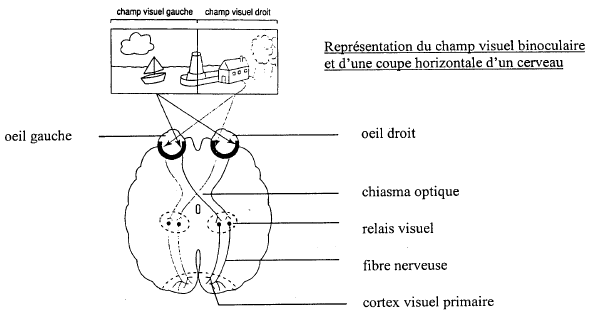 champ visuel gauche champ visuel droit
Représentation du champ visuel binoculaire
et d'une coupe horizontale d'un cerveau
oeil gauche
oeil droit
chiasma optique
relais visuel
fibre nerveuse
cortex visuel primaire